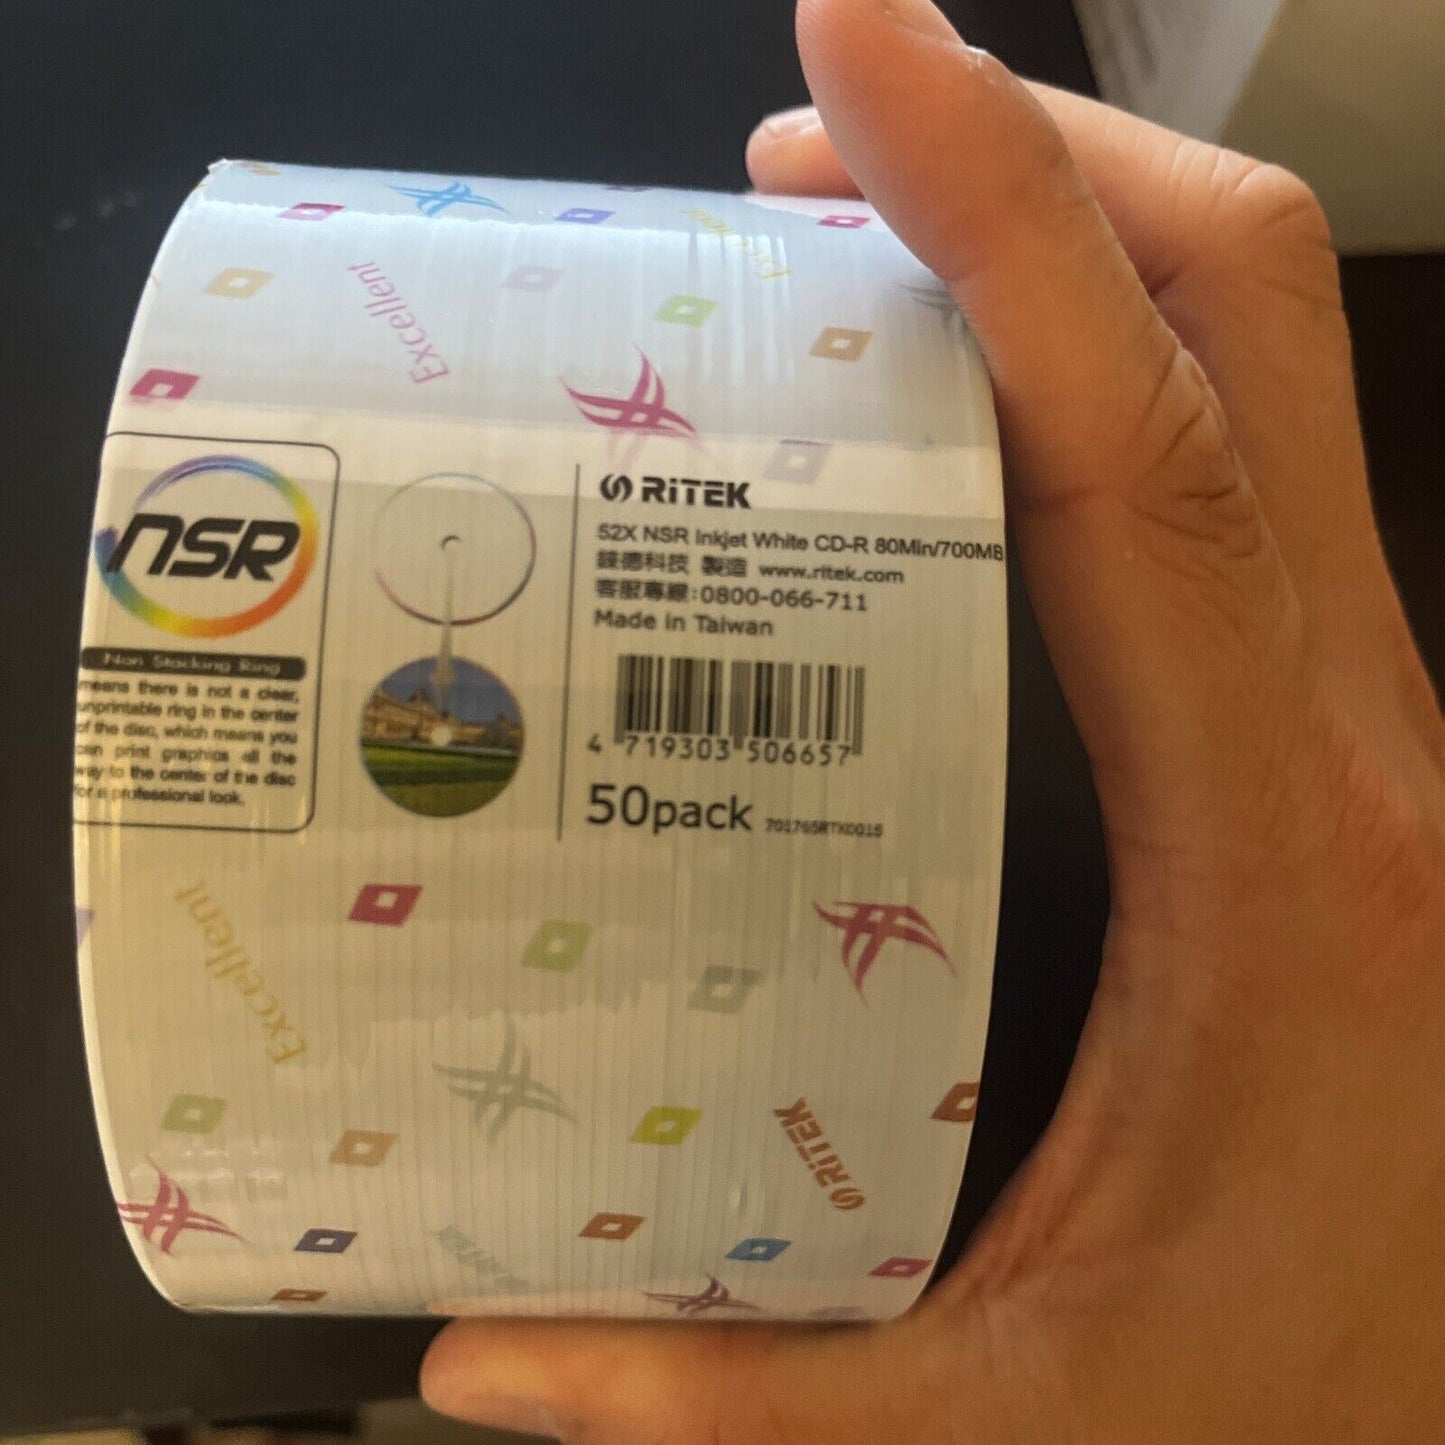 Excellent
Excellent
NSR
Non Stacking Ring
means there is not a clear,
unprintable ring in the center
of the disc, which means you
can print graphics all the
way to the center of the disc
for a professional look.
RiTEK
52X NSR Inkjet White CD-R 80Min/700MB
錸德科技 製造 www.ritek.com
客服專線:0800-066-711
Made in Taiwan
4 719303 506657
50pack 701765RTKD015
Excellent
RiTEK
RiTEK